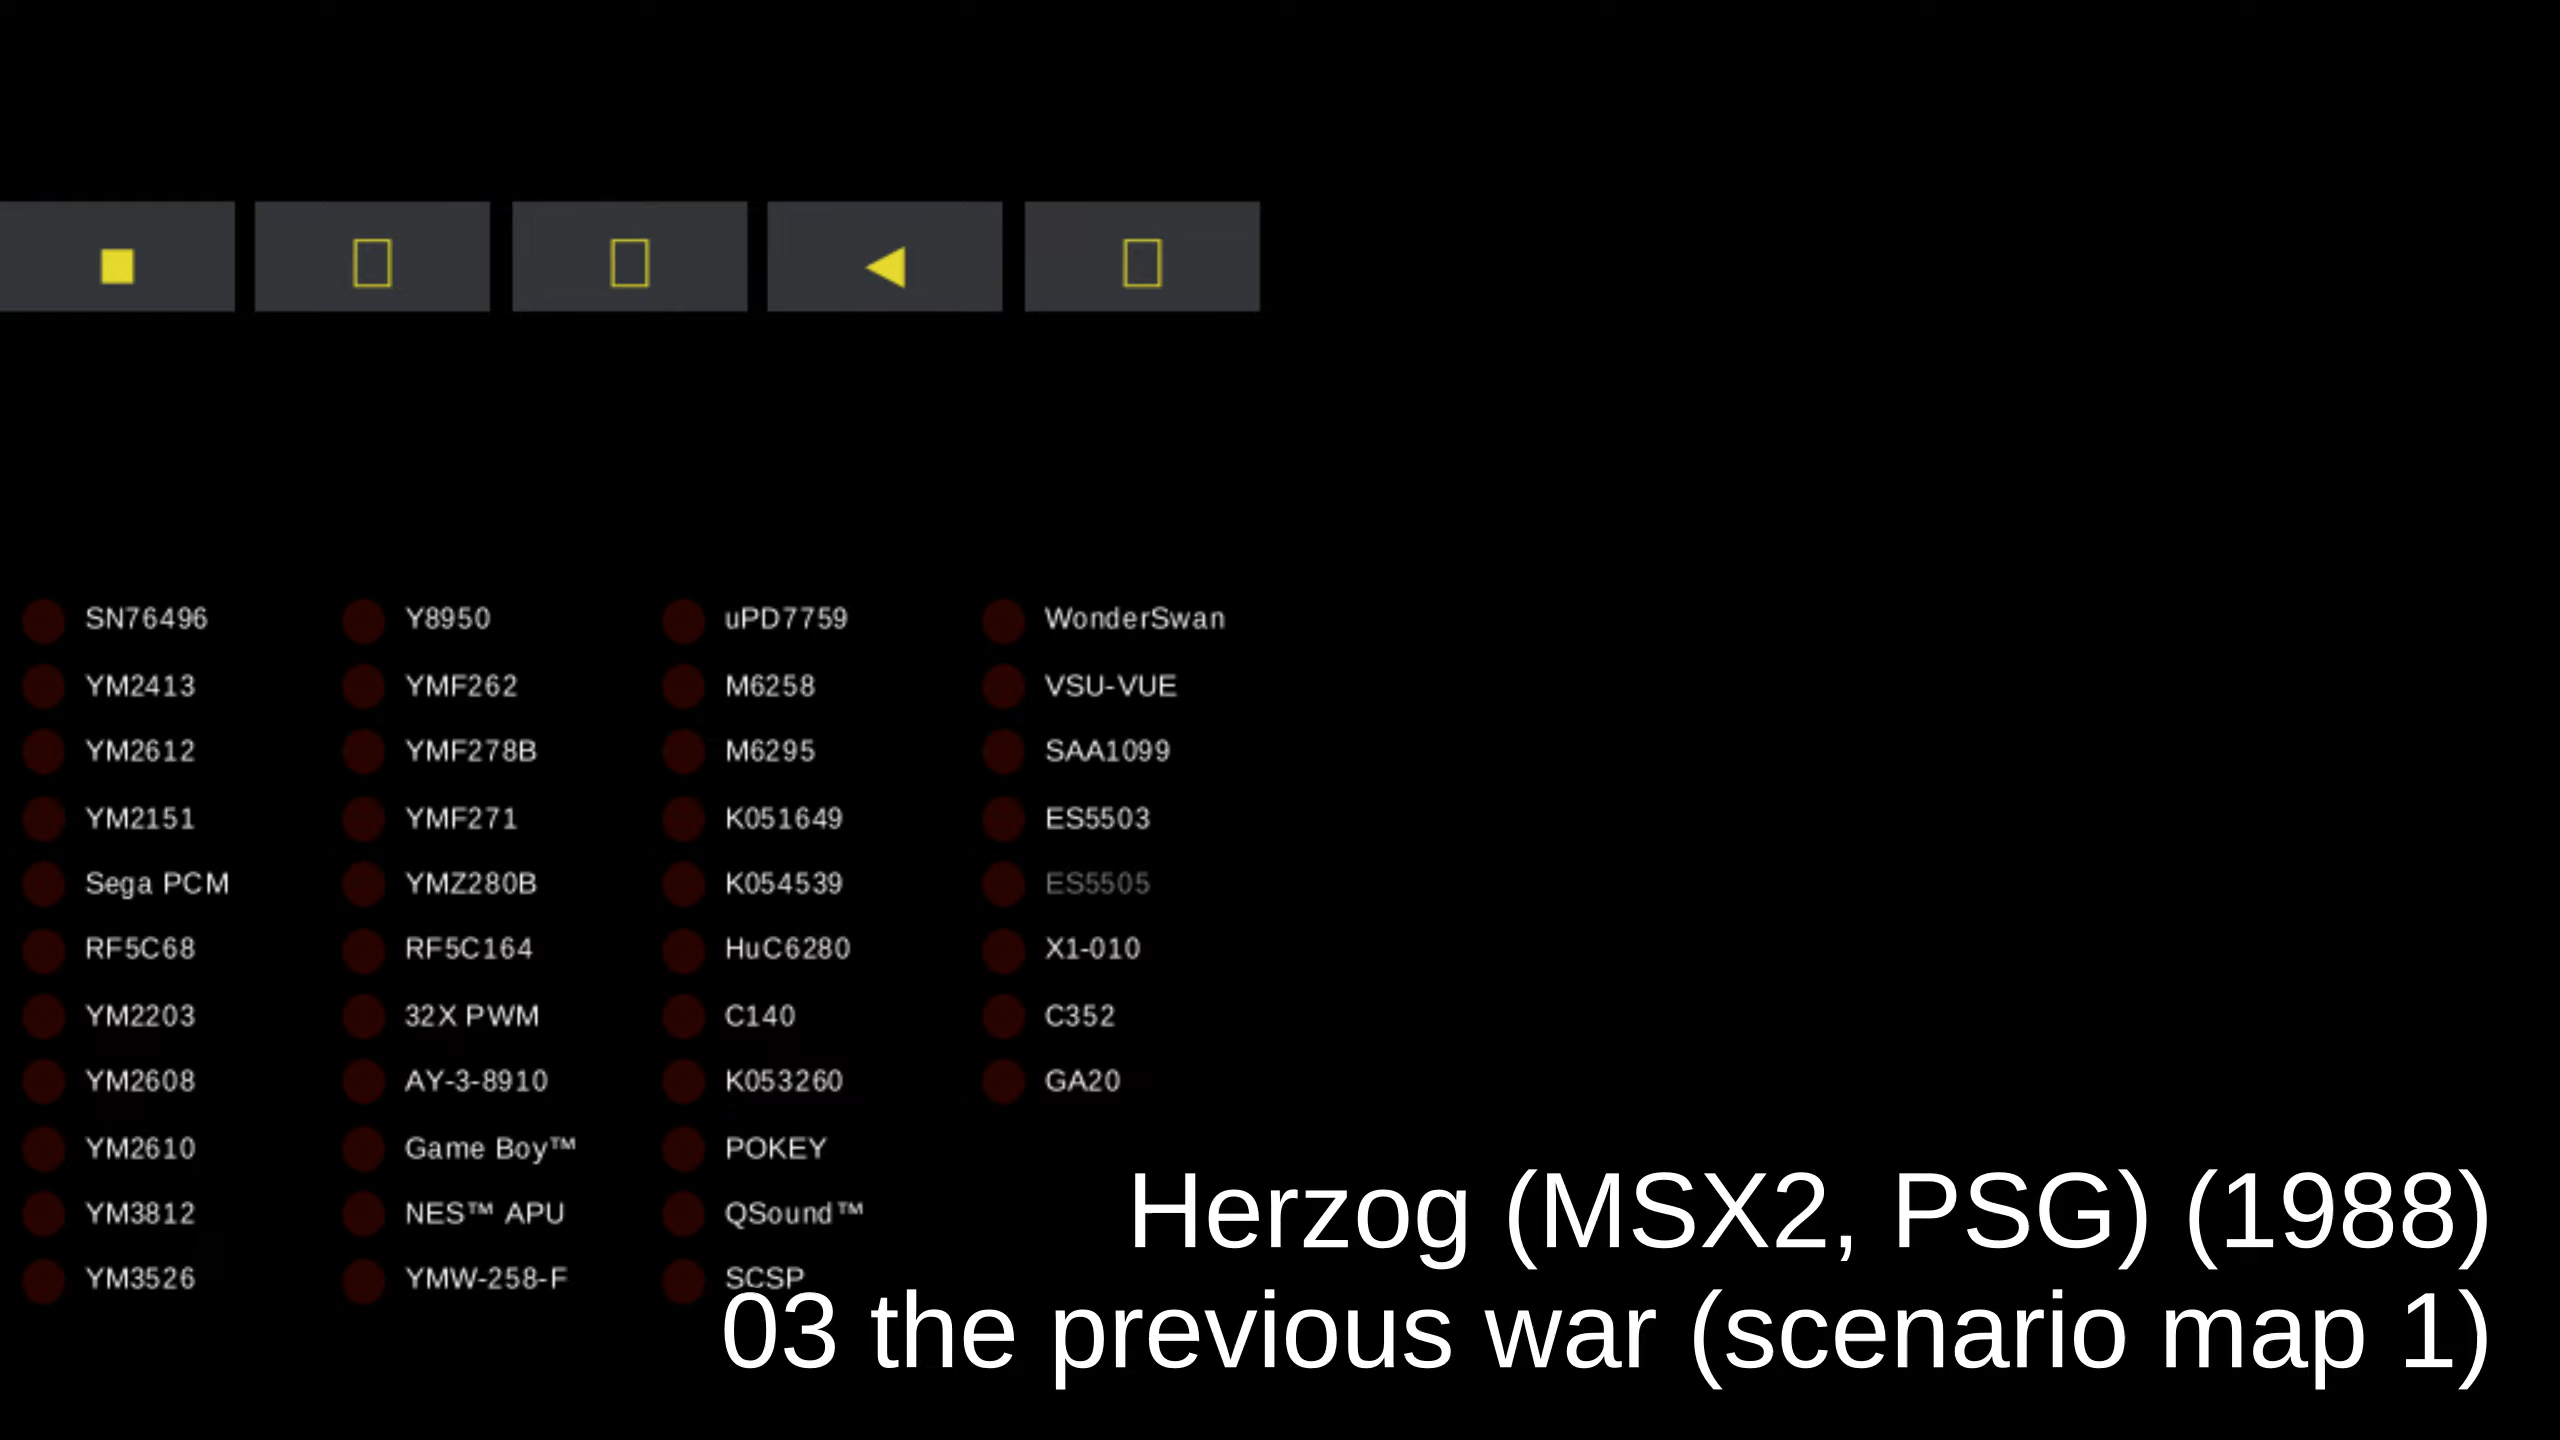 SN76496 Y8950 uPD7759 WonderSwan
YM2413 YMF262 M6258 VSU-VUE
YM2612 YMF278B M6295 SAA1099
YM2151 YMF271 K051649 ES5503
Sega PCM YMZ280B K054539 ES5505
RF5C68 RF5C164 HuC6280 X1-010
YM2203 32X PWM C140 C352
YM2608 AY-3-8910 K053260 GA20
YM2610 Game Boy™ POKEY
YM3812 NES™ APU QSound™
YM3526 YMW-258-F SCSP
Herzog (MSX2, PSG) (1988)
03 the previous war (scenario map 1)